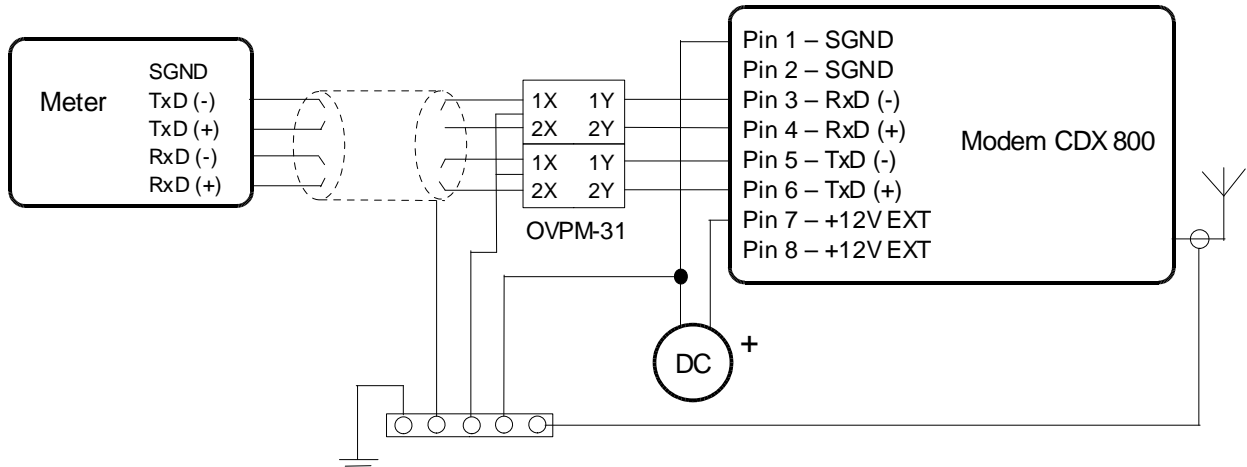 Meter
SGND
TxD (-)
TxD (+)
RxD (-)
RxD (+)
1X 1Y
2X 2Y
1X 1Y
2X 2Y
OVPM-31
Pin 1 – SGND
Pin 2 – SGND
Pin 3 – RxD (-)
Pin 4 – RxD (+)
Pin 5 – TxD (-)
Pin 6 – TxD (+)
Pin 7 – +12V EXT
Pin 8 – +12V EXT
Modem CDX 800
DC
+